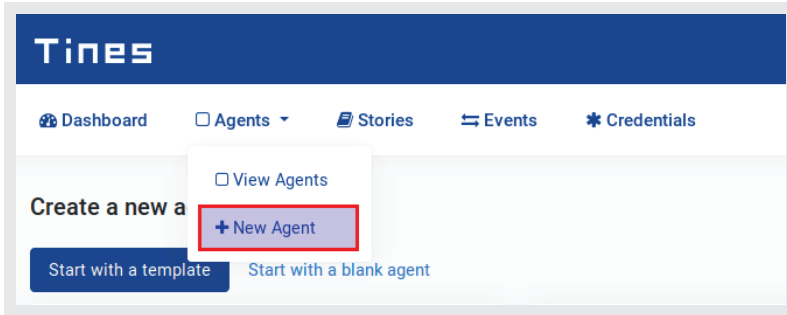 Tines
Dashboard Agents Stories Events Credentials
View Agents
Create a new a
New Agent
Start with a template Start with a blank agent